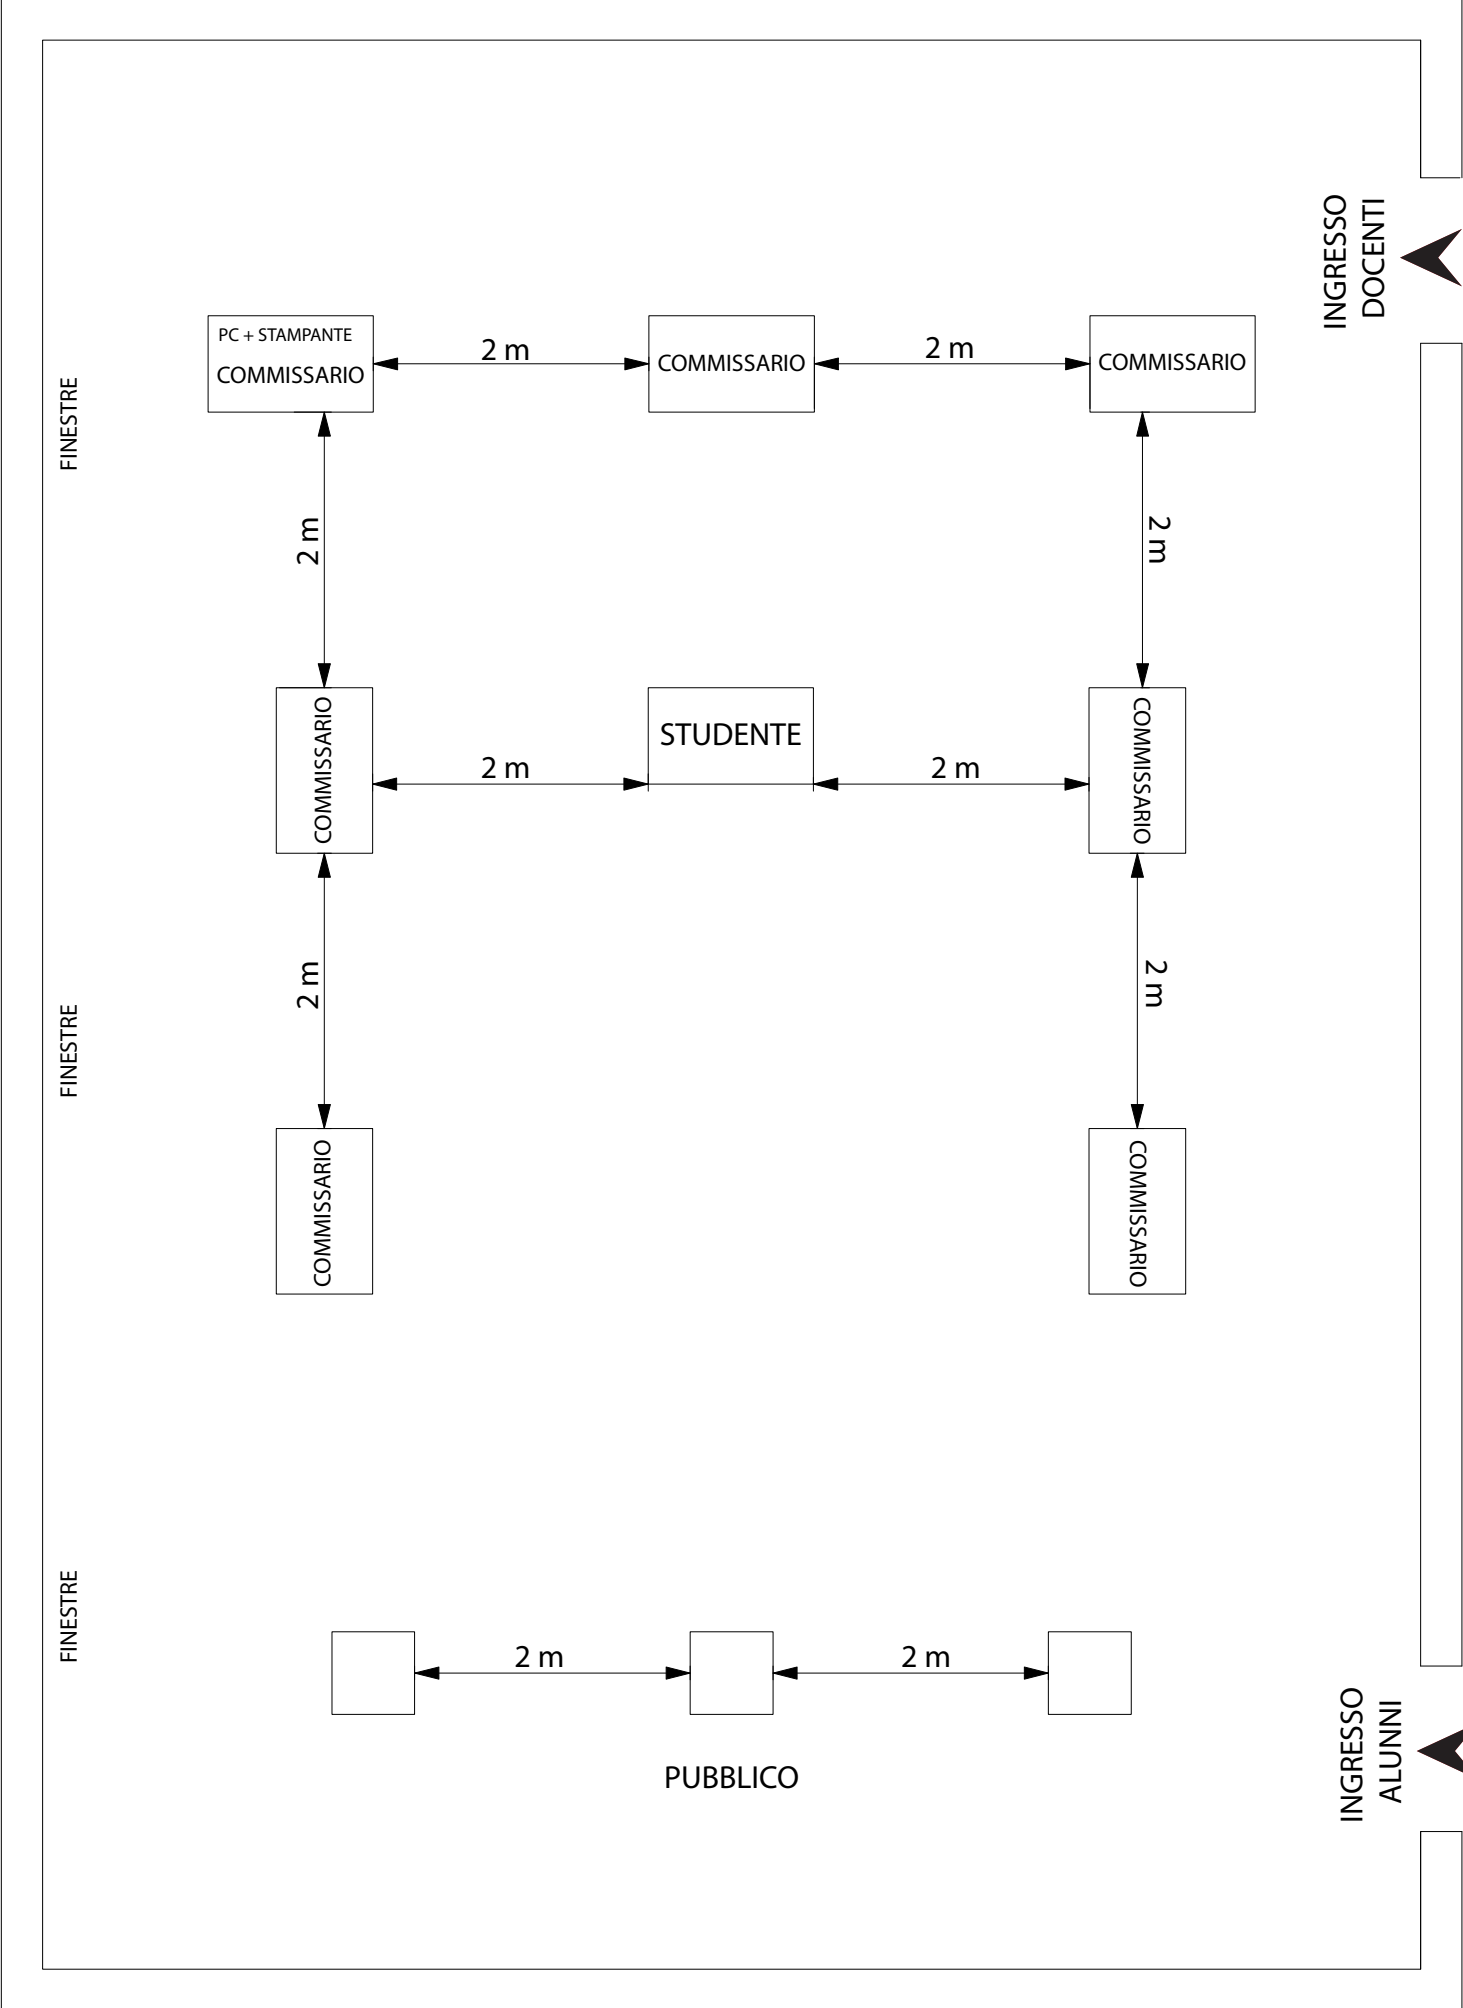 INGRESSO
DOCENTI
PC + STAMPANTE
COMMISSARIO
2 m
COMMISSARIO
2 m
COMMISSARIO
FINESTRE
2 m
2 m
COMMISSARIO
2 m
STUDENTE
2 m
COMMISSARIO
2 m
2 m
FINESTRE
COMMISSARIO
COMMISSARIO
FINESTRE
2 m
2 m
INGRESSO
ALUNNI
PUBBLICO